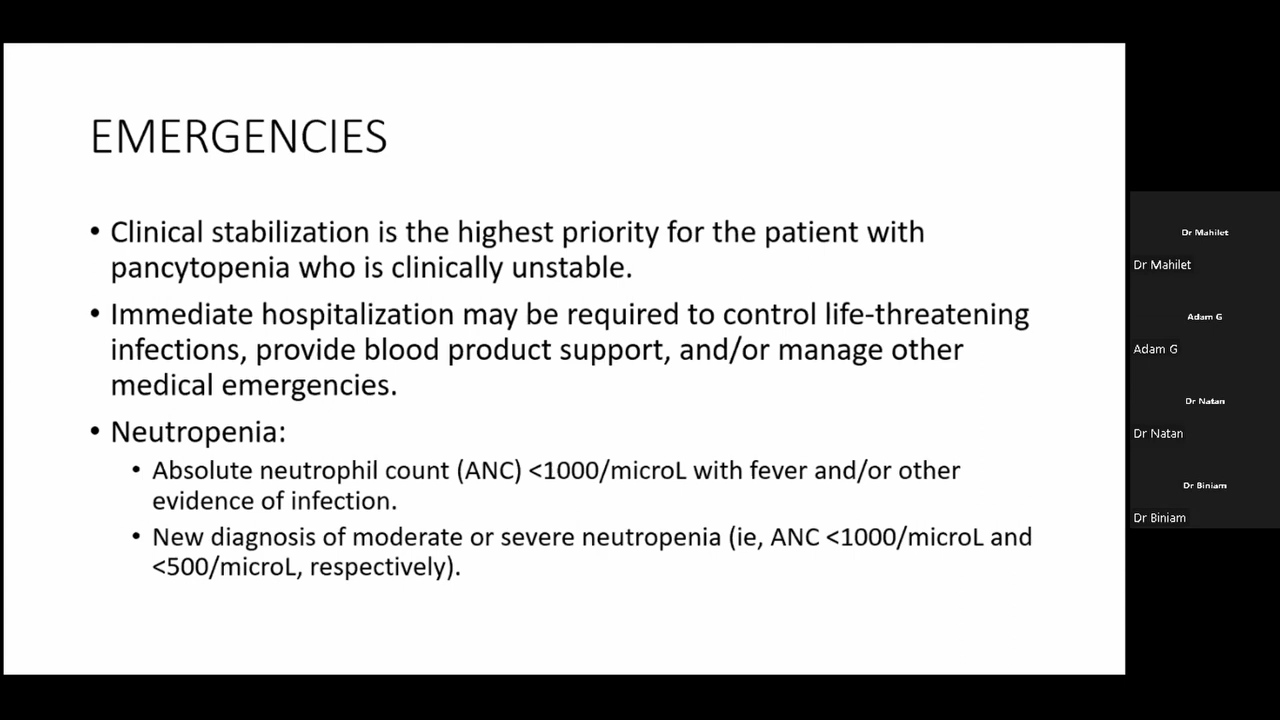 EMERGENCIES
• Clinical stabilization is the highest priority for the patient with
pancytopenia who is clinically unstable.
• Immediate hospitalization may be required to control life-threatening
infections, provide blood product support, and/or manage other
medical emergencies.
• Neutropenia:
• Absolute neutrophil count (ANC) <1000/microL with fever and/or other
evidence of infection.
• New diagnosis of moderate or severe neutropenia (ie, ANC <1000/microL and
<500/microL, respectively).
Dr Mahilet
Dr Mahilet
Adam G
Adam G
Dr Natan
Dr Natan
Dr Biniam
Dr Biniam